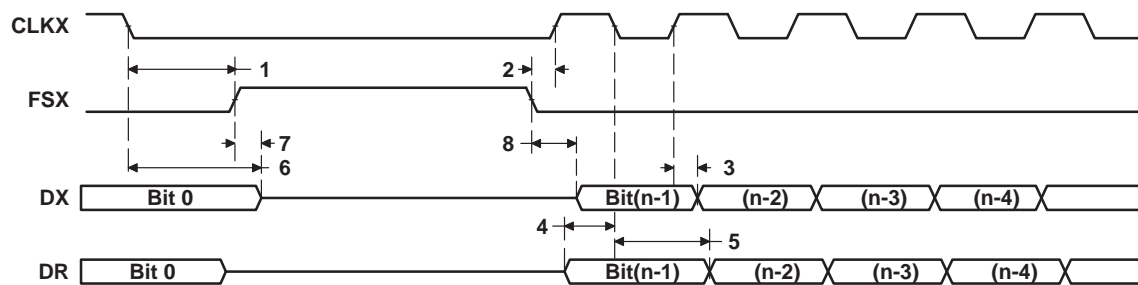 CLKX
1
2
FSX
7
8
6
3
DX
Bit 0
Bit(n-1)
(n-2)
(n-3)
(n-4)
4
5
DR
Bit 0
Bit(n-1)
(n-2)
(n-3)
(n-4)